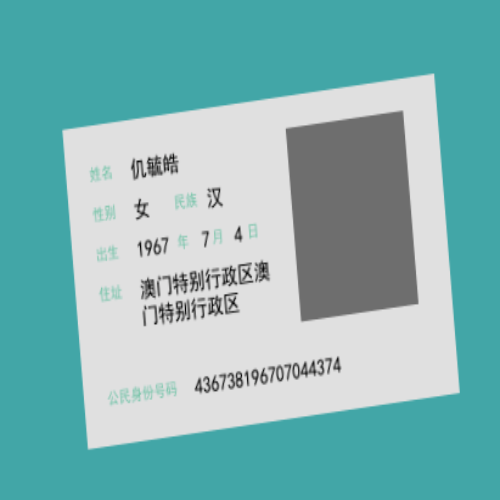 姓名 仉毓皓
性别 女 民族 汉
出生 1967 年 7 月 4 日
住址 澳门特别行政区澳
门特别行政区
公民身份号码 436738196707044374